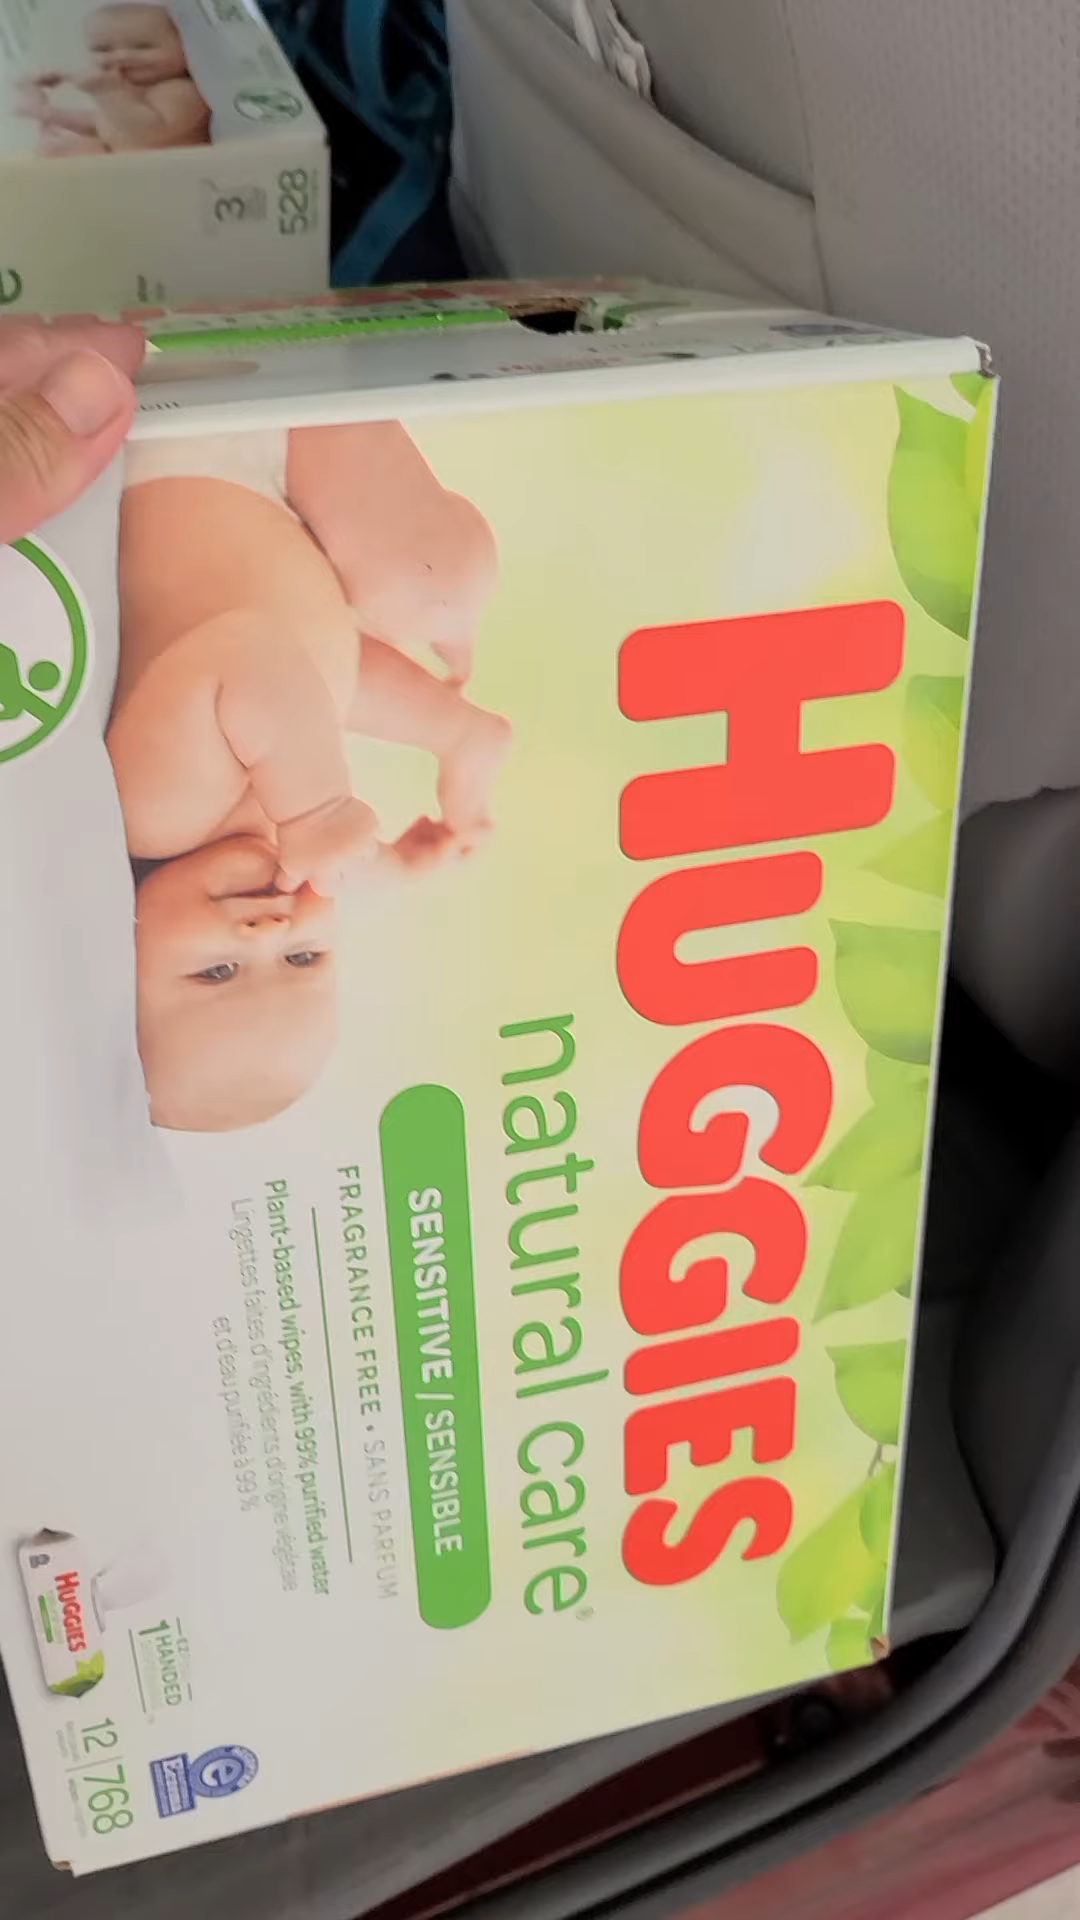 HUGGIES
natural care®
SENSITIVE / SENSIBLE
FRAGRANCE FREE • SANS PARFUM
Plant-based wipes, with 99% purified water
Lingettes faites d'ingrédients d'origine végétale
et d'eau purifiée à 99 %
HUGGIES
EZ
1 HANDED
12 | 768
3
528